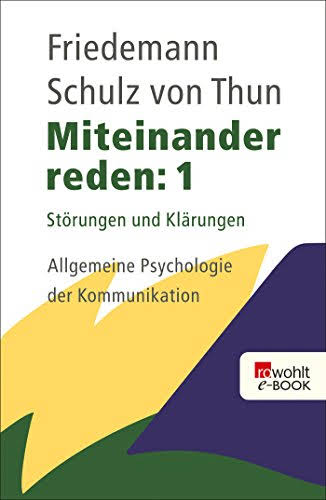 Friedemann
Schulz von Thun
Miteinander
reden: 1
Störungen und Klärungen
Allgemeine Psychologie
der Kommunikation
rowohlt
e-BOOK